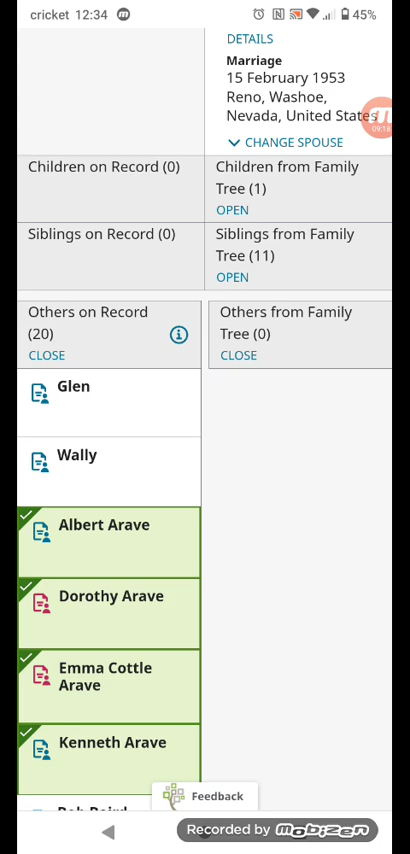 cricket 12:34 45%
DETAILS
Marriage
15 February 1953
Reno, Washoe,
Nevada, United States
09:18
CHANGE SPOUSE
Children on Record (0)
Children from Family
Tree (1)
OPEN
Siblings on Record (0)
Siblings from Family
Tree (11)
OPEN
Others on Record
(20)
CLOSE
Others from Family
Tree (0)
CLOSE
Glen
Wally
Albert Arave
Dorothy Arave
Emma Cottle
Arave
Kenneth Arave
Feedback
Recorded by mobizen